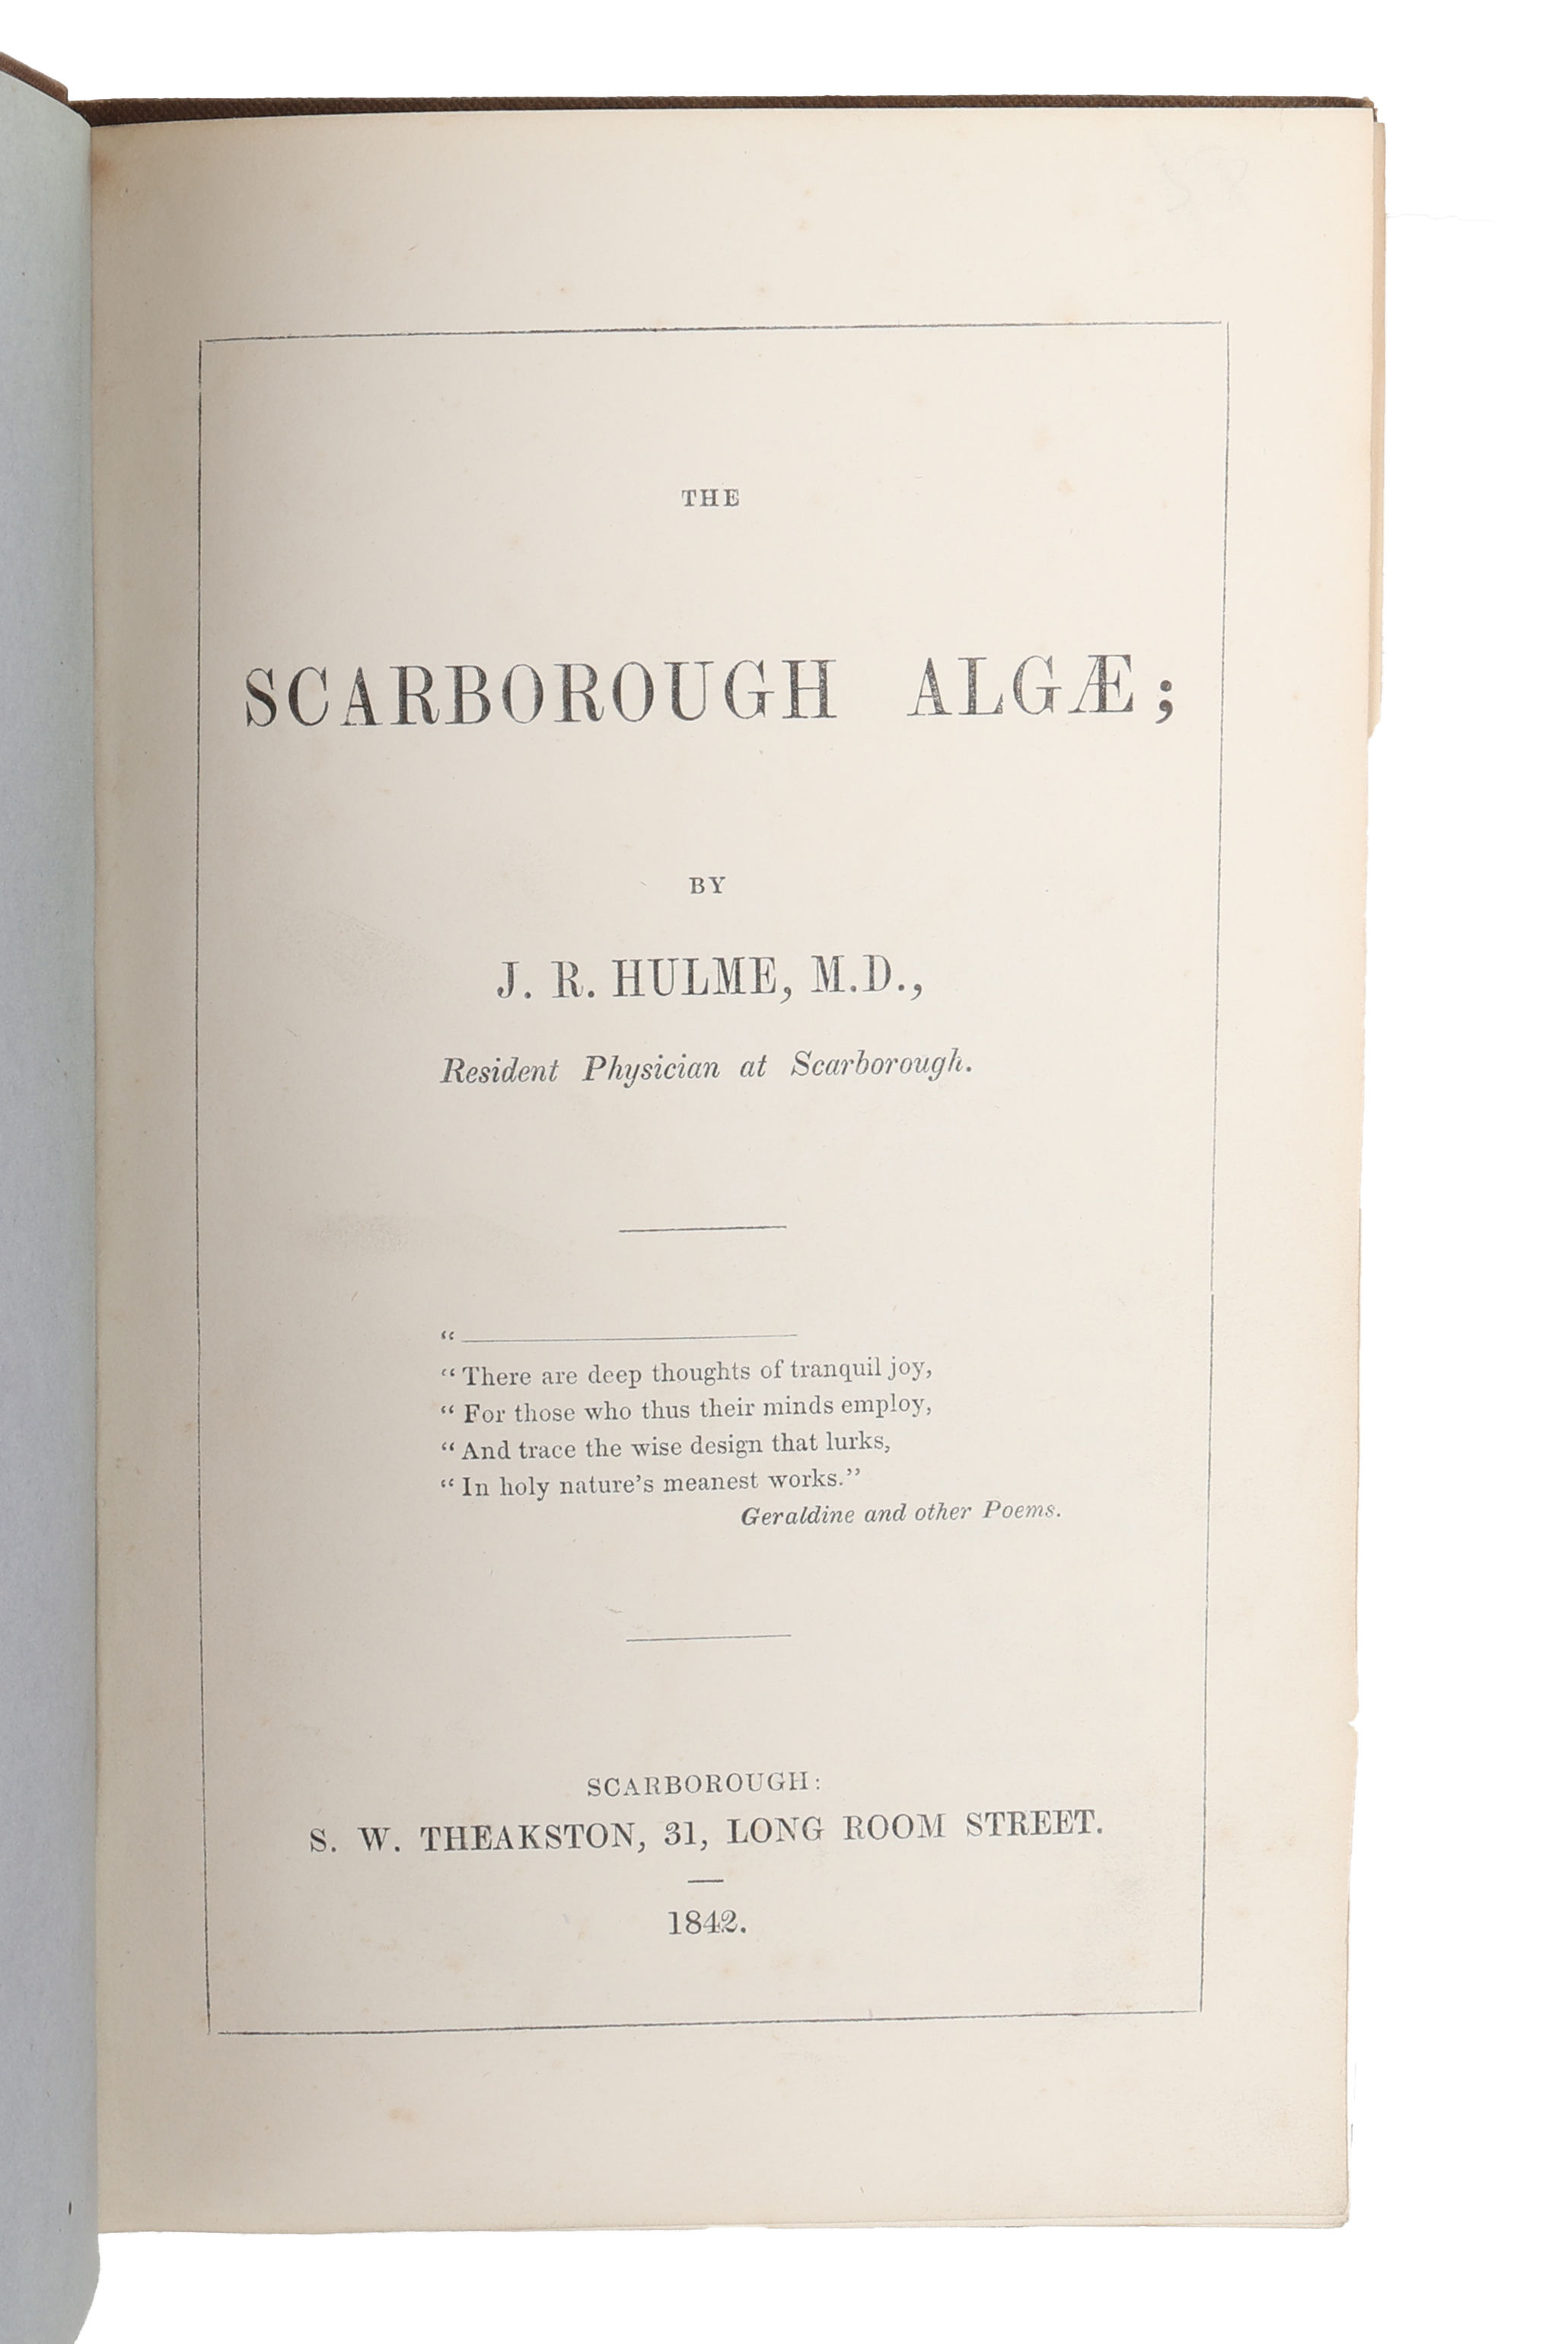 THE
SCARBOROUGH ALGÆ;
BY
J. R. HULME, M.D.,
Resident Physician at Scarborough.
“
“There are deep thoughts of tranquil joy,
“For those who thus their minds employ,
“And trace the wise design that lurks,
“In holy nature’s meanest works.”
Geraldine and other Poems.
SCARBOROUGH:
S. W. THEAKSTON, 31, LONG ROOM STREET.
1842.